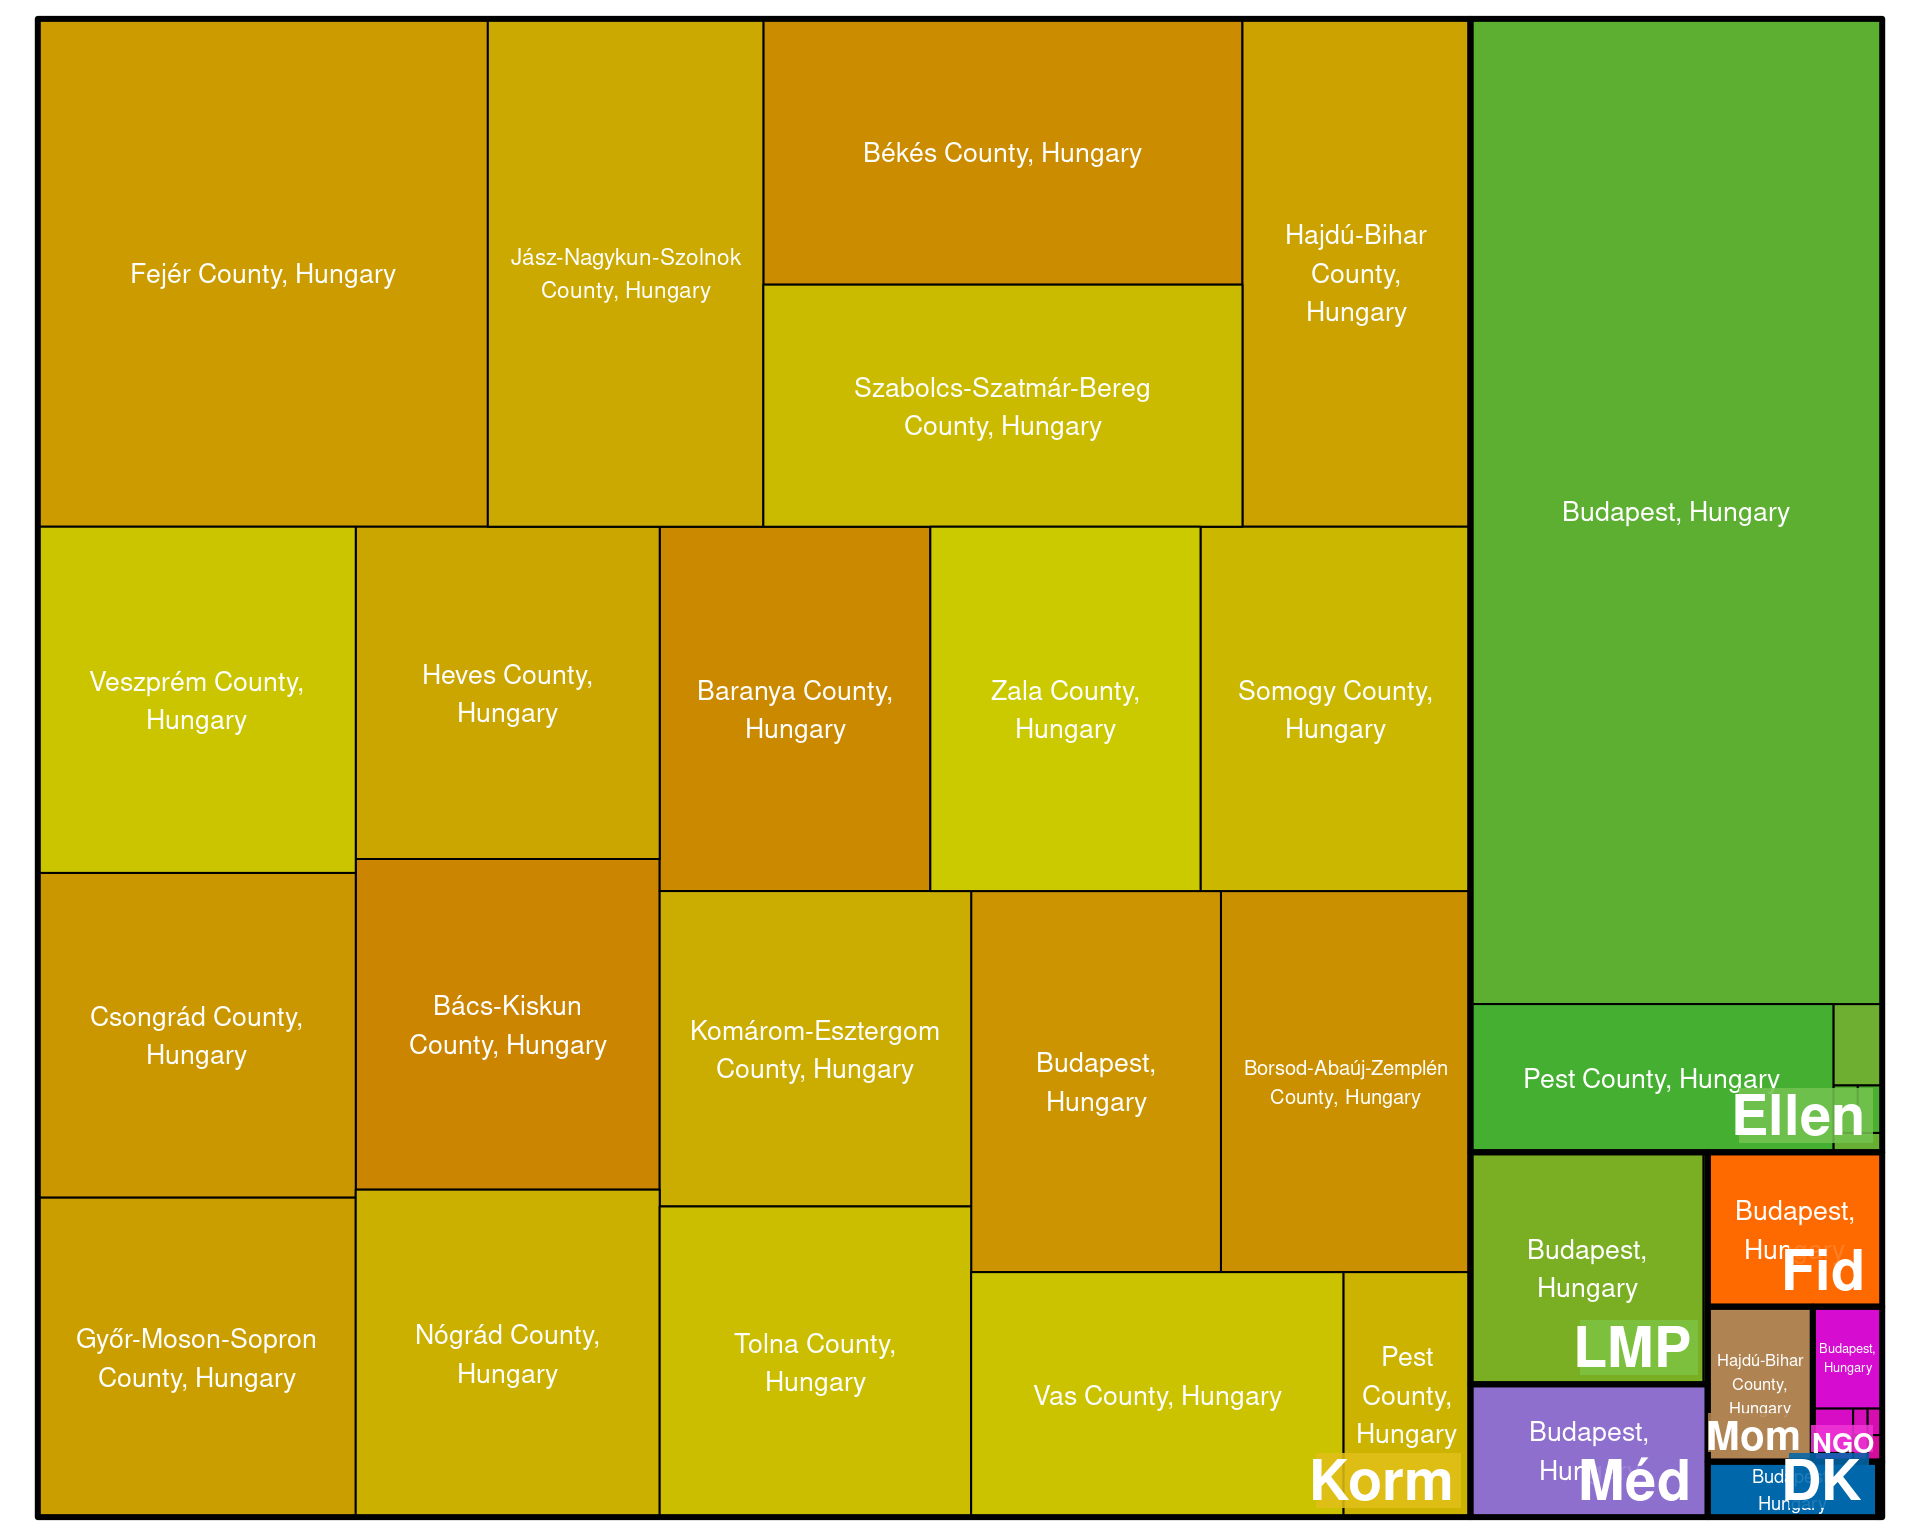 Fejér County, Hungary
Jász-Nagykun-Szolnok
County, Hungary
Békés County, Hungary
Szabolcs-Szatmár-Bereg
County, Hungary
Hajdú-Bihar
County,
Hungary
Veszprém County,
Hungary
Heves County,
Hungary
Baranya County,
Hungary
Zala County,
Hungary
Somogy County,
Hungary
Csongrád County,
Hungary
Bács-Kiskun
County, Hungary
Komárom-Esztergom
County, Hungary
Budapest,
Hungary
Borsod-Abaúj-Zemplén
County, Hungary
Győr-Moson-Sopron
County, Hungary
Nógrád County,
Hungary
Tolna County,
Hungary
Vas County, Hungary
Pest
County,
Hungary
Korm
Budapest, Hungary
Pest County, Hungary
Ellen
Budapest,
Hungary
LMP
Budapest,
Hungary
Fid
Budapest,
Méd
Hajdú-Bihar
County,
Hungary
Mom
Budapest,
Hungary
NGO
Budapest,
Hungary
DK